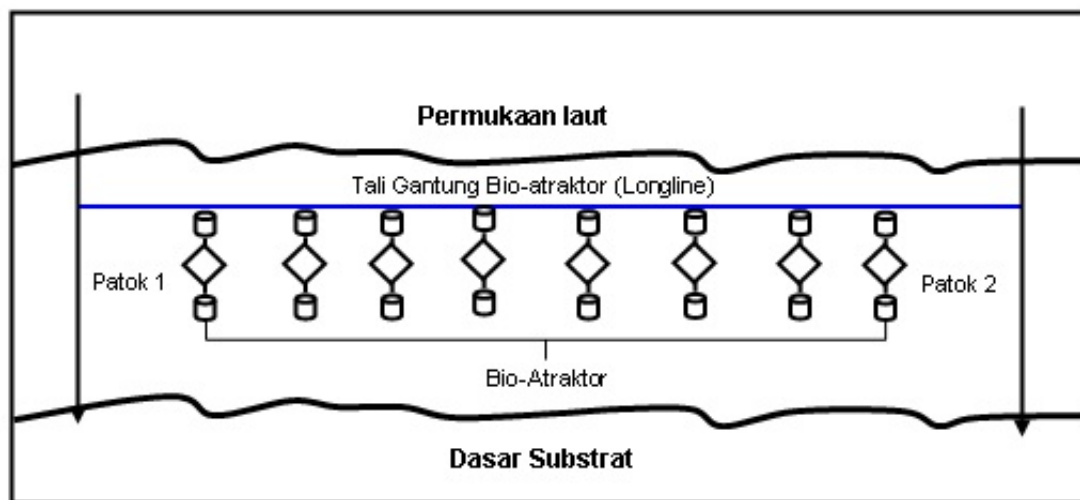 Permukaan laut
Tali Gantung Bio-atraktor (Longline)
Patok 1
Patok 2
Bio-Atraktor
Dasar Substrat